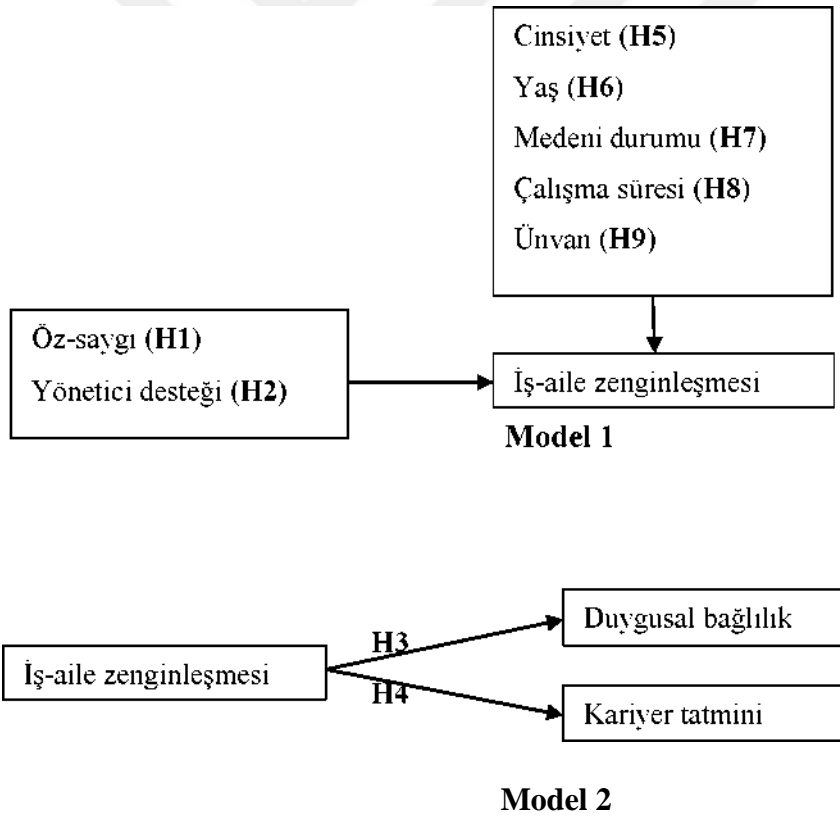 Cinsiyet (H5)
Yaş (H6)
Medeni durumu (H7)
Çalışma süresi (H8)
Ünvan (H9)
Öz-saygı (H1)
Yönetici desteği (H2)
İş-aile zenginleşmesi
Model 1
İş-aile zenginleşmesi
H3
H4
Duygusal bağlılık
Kariyer tatmini
Model 2